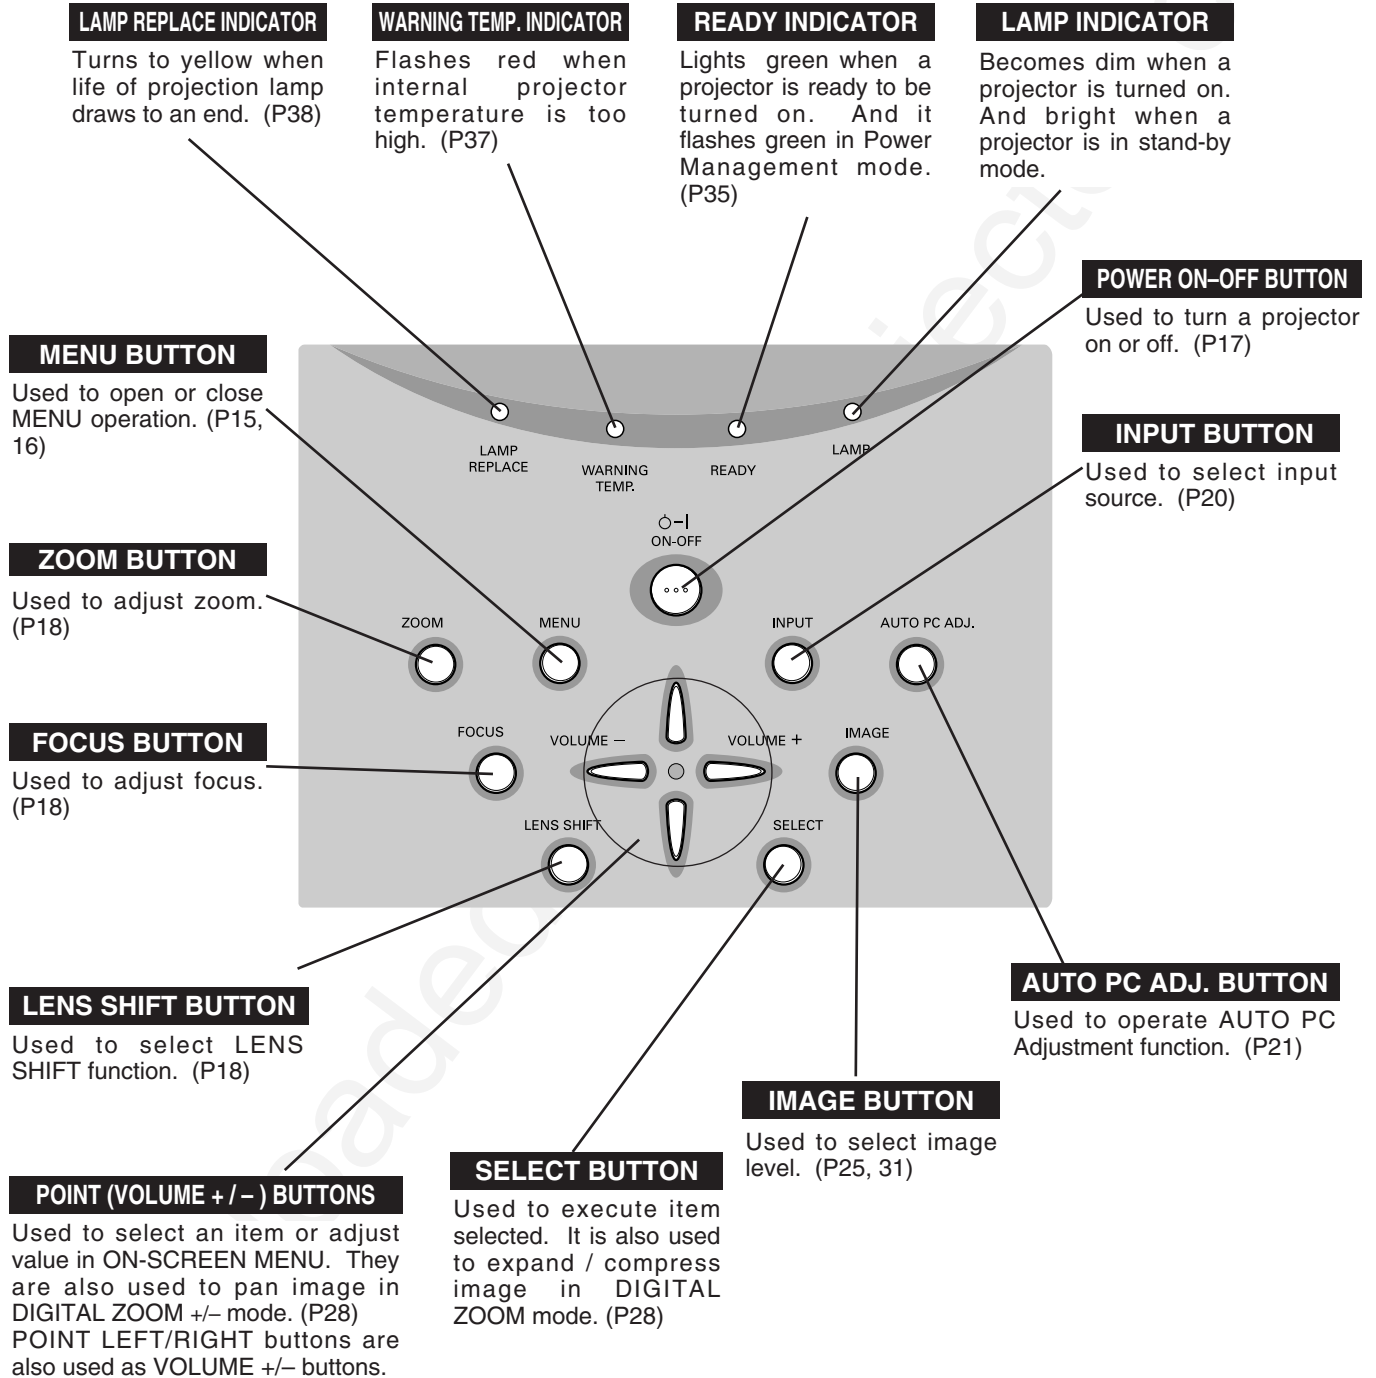 LAMP REPLACE INDICATOR
Turns to yellow when
life of projection lamp
draws to an end. (P38)
WARNING TEMP. INDICATOR
Flashes red when
internal projector
temperature is too
high. (P37)
READY INDICATOR
Lights green when a
projector is ready to be
turned on. And it
flashes green in Power
Management mode.
(P35)
LAMP INDICATOR
Becomes dim when a
projector is turned on.
And bright when a
projector is in stand-by
mode.
POWER ON–OFF BUTTON
Used to turn a projector
on or off. (P17)
MENU BUTTON
Used to open or close
MENU operation. (P15,
16)
INPUT BUTTON
Used to select input
source. (P20)
ZOOM BUTTON
Used to adjust zoom.
(P18)
FOCUS BUTTON
Used to adjust focus.
(P18)
LAMP
REPLACE
WARNING
TEMP.
READY
LAMP
ON-OFF
ZOOM
MENU
INPUT
AUTO PC ADJ.
FOCUS
VOLUME –
VOLUME +
IMAGE
LENS SHIFT
SELECT
LENS SHIFT BUTTON
Used to select LENS
SHIFT function. (P18)
AUTO PC ADJ. BUTTON
Used to operate AUTO PC
Adjustment function. (P21)
IMAGE BUTTON
Used to select image
level. (P25, 31)
SELECT BUTTON
Used to execute item
selected. It is also used
to expand / compress
image in DIGITAL
ZOOM mode. (P28)
POINT (VOLUME + / – ) BUTTONS
Used to select an item or adjust
value in ON-SCREEN MENU. They
are also used to pan image in
DIGITAL ZOOM +/– mode. (P28)
POINT LEFT/RIGHT buttons are
also used as VOLUME +/– buttons.